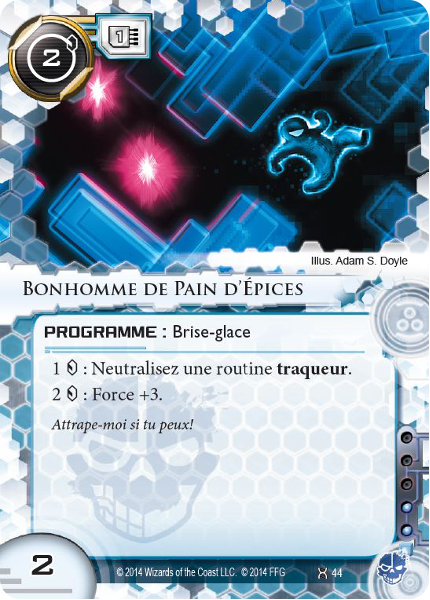 2
1
Illus. Adam S. Doyle
BONHOMME DE PAIN D'ÉPICES
PROGRAMME : Brise-glace
1 : Neutralisez une routine traqueur.
2 : Force +3.
Attrape-moi si tu peux!
2
© 2014 Wizards of the Coast LLC. © 2014 FFG 44